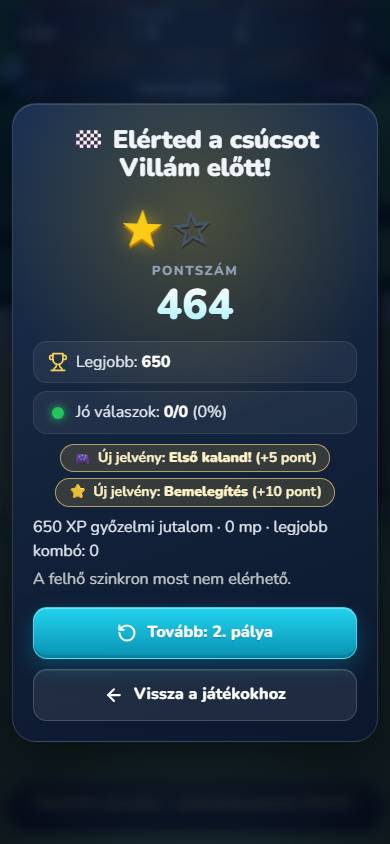 Elérted a csúcsot
Villám előtt!
PONTSZÁM
464
Legjobb: 650
Jó válaszok: 0/0 (0%)
Új jelvény: Első kaland! (+5 pont)
Új jelvény: Bemelegítés (+10 pont)
650 XP győzelmi jutalom · 0 mp · legjobb
kombó: 0
A felhő szinkron most nem elérhető.
Tovább: 2. pálya
Vissza a játékokhoz